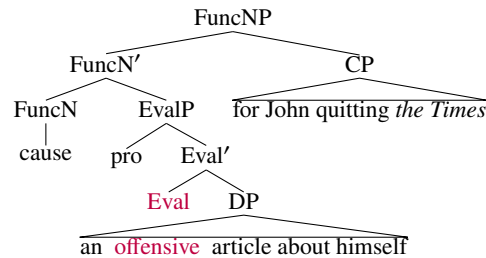 FuncNP
FuncN′ CP
FuncN EvalP for John quitting the Times
cause pro Eval′
Eval DP
an offensive article about himself